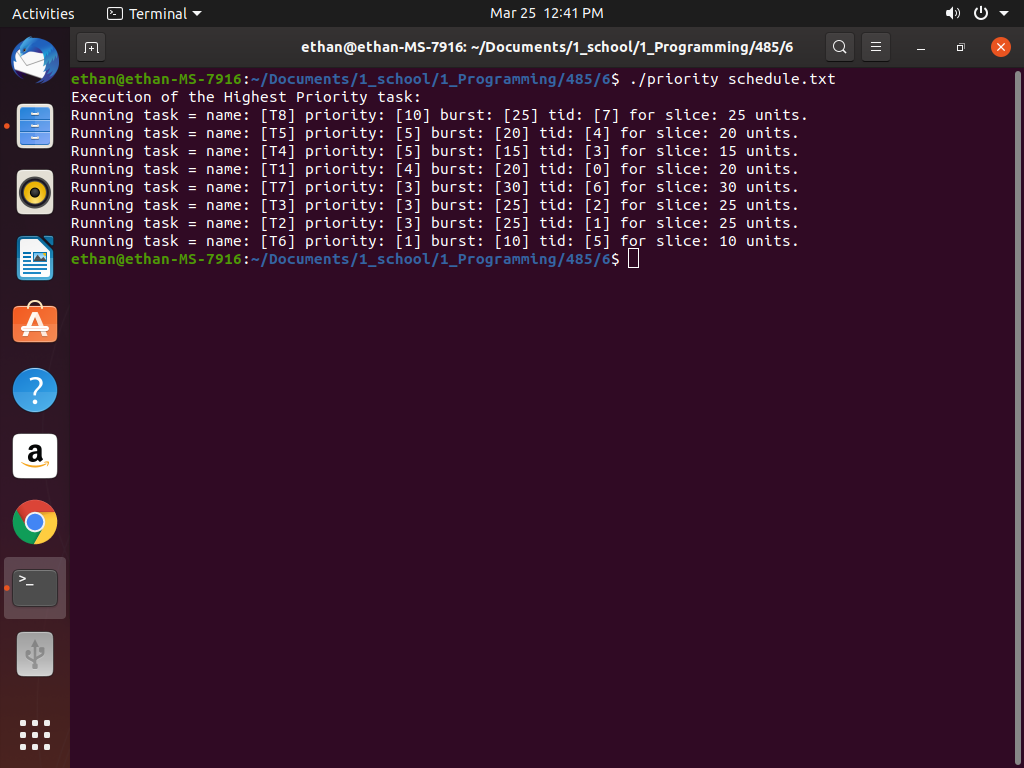 Activities
Terminal
Mar 25 12:41 PM
ethan@ethan-MS-7916: ~/Documents/1_school/1_Programming/485/6
ethan@ethan-MS-7916:~/Documents/1_school/1_Programming/485/6$ ./priority schedule.txt
Execution of the Highest Priority task:
Running task = name: [T8] priority: [10] burst: [25] tid: [7] for slice: 25 units.
Running task = name: [T5] priority: [5] burst: [20] tid: [4] for slice: 20 units.
Running task = name: [T4] priority: [5] burst: [15] tid: [3] for slice: 15 units.
Running task = name: [T1] priority: [4] burst: [20] tid: [0] for slice: 20 units.
Running task = name: [T7] priority: [3] burst: [30] tid: [6] for slice: 30 units.
Running task = name: [T3] priority: [3] burst: [25] tid: [2] for slice: 25 units.
Running task = name: [T2] priority: [3] burst: [25] tid: [1] for slice: 25 units.
Running task = name: [T6] priority: [1] burst: [10] tid: [5] for slice: 10 units.
ethan@ethan-MS-7916:~/Documents/1_school/1_Programming/485/6$